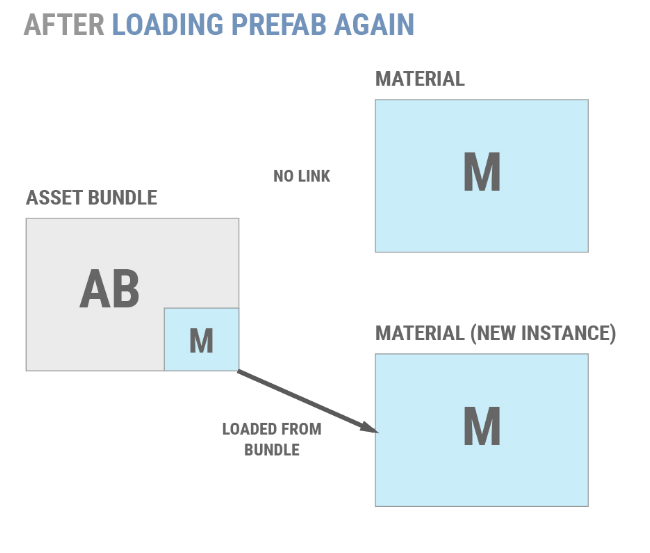 AFTER LOADING PREFAB AGAIN
MATERIAL
M
NO LINK
ASSET BUNDLE
AB
M
MATERIAL (NEW INSTANCE)
M
LOADED FROM
BUNDLE